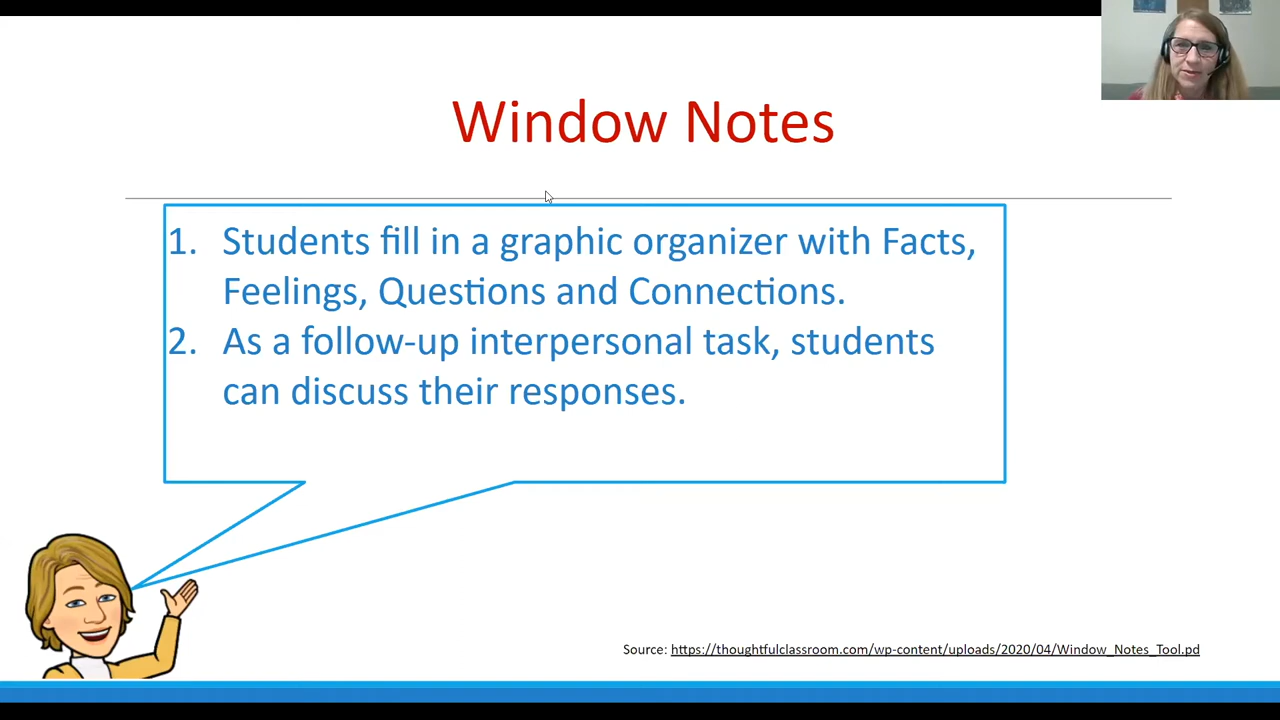 Window Notes
1. Students fill in a graphic organizer with Facts,
Feelings, Questions and Connections.
2. As a follow-up interpersonal task, students
can discuss their responses.
Source: https://thoughtfulclassroom.com/wp-content/uploads/2020/04/Window_Notes_Tool.pd